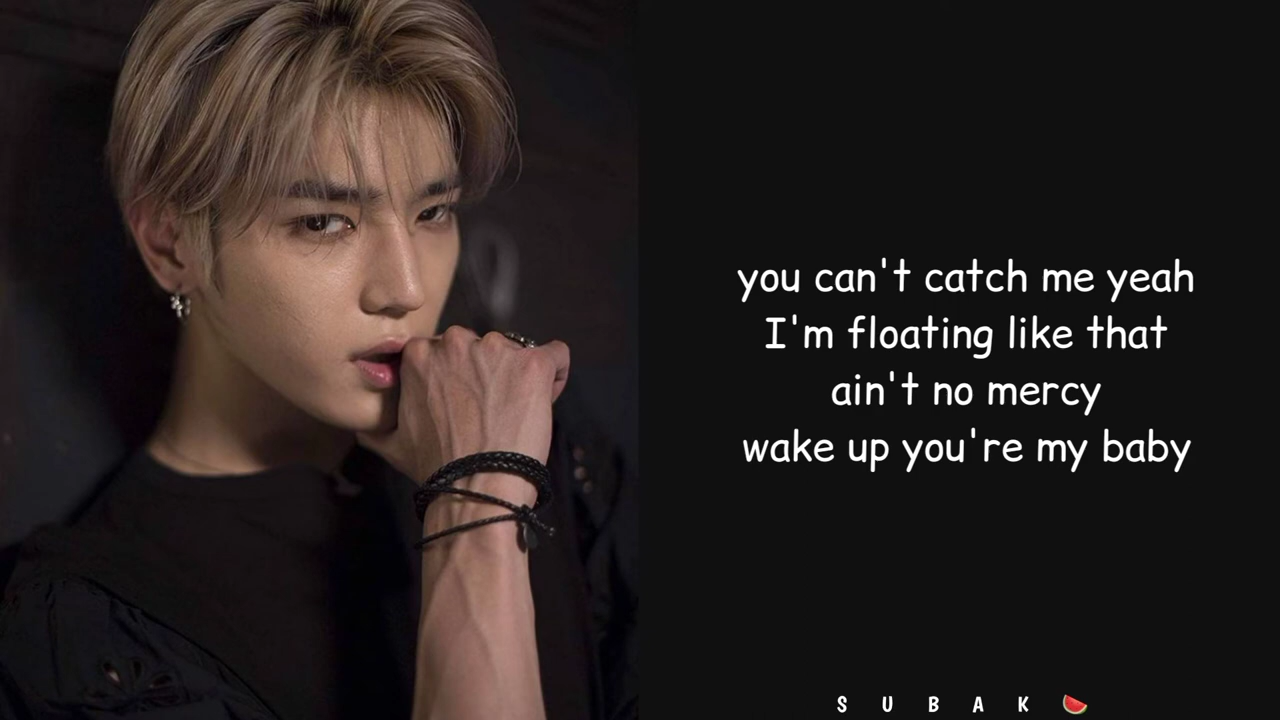 you can't catch me yeah
I'm floating like that
ain't no mercy
wake up you're my baby
S U B A K 🍉